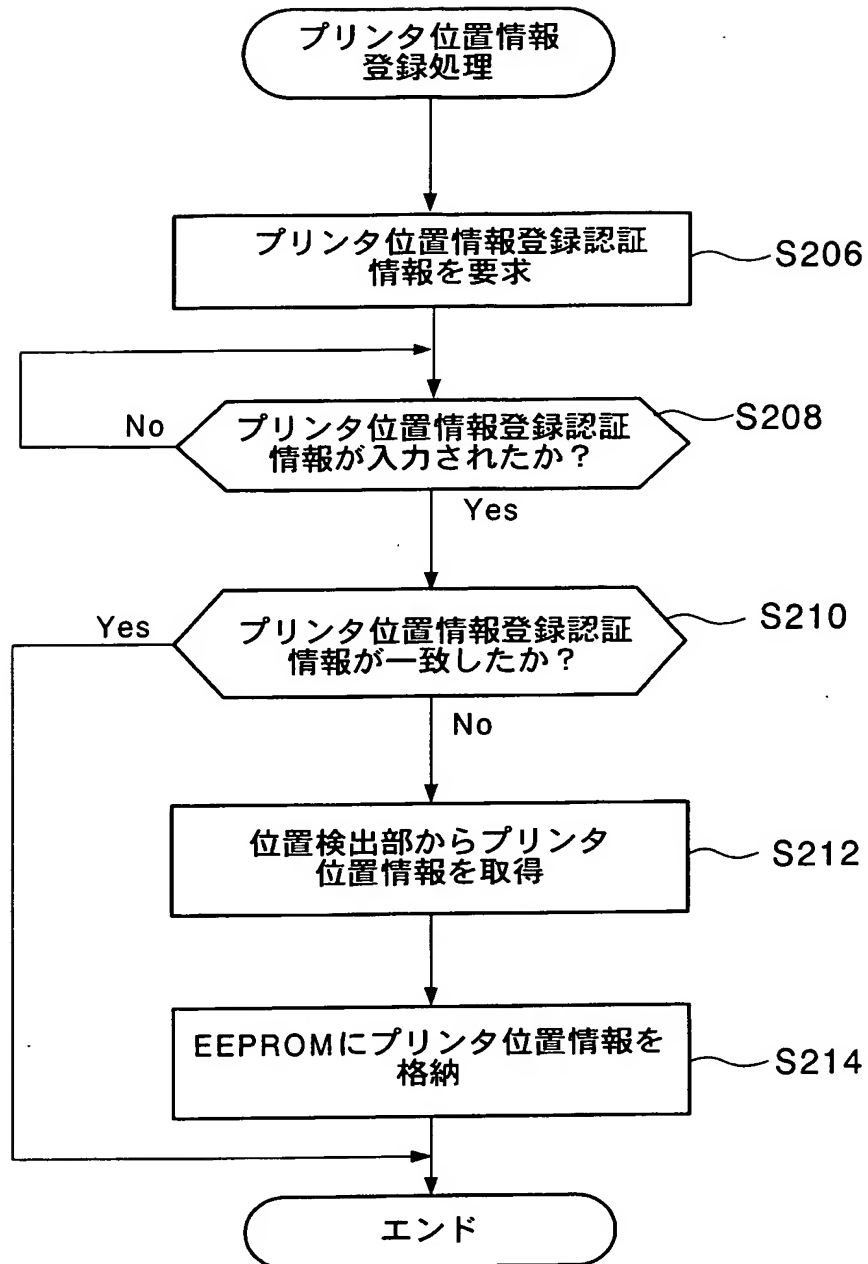 プリンタ位置情報
登録処理
プリンタ位置情報登録認証
情報を要求
S206
No
プリンタ位置情報登録認証
情報が入力されたか？
S208
Yes
Yes
プリンタ位置情報登録認証
情報が一致したか？
S210
No
位置検出部からプリンタ
位置情報を取得
S212
EEPROMにプリンタ位置情報を
格納
S214
エンド